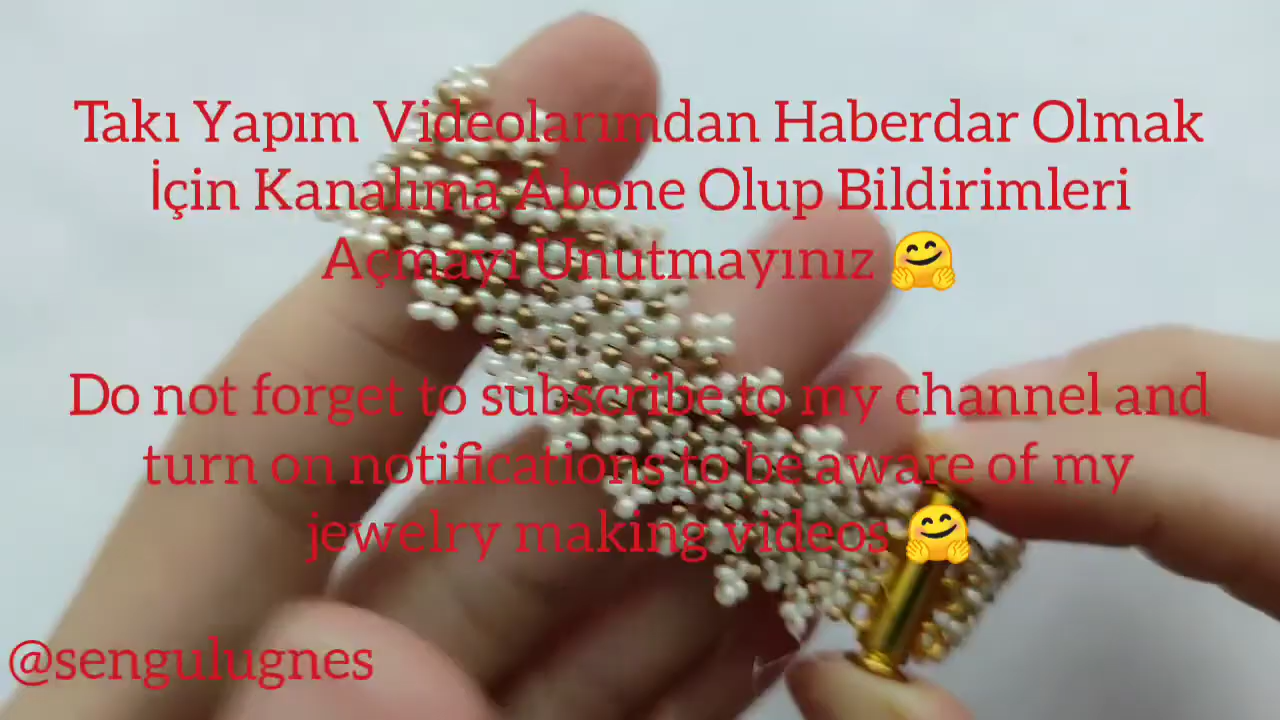 Takı Yapım Videolarımdan Haberdar Olmak
İçin Kanalıma Abone Olup Bildirimleri
Açmayı Unutmayınız 🤗
Do not forget to subscribe to my channel and
turn on notifications to be aware of my
jewelry making videos 🤗
@sengulugnes